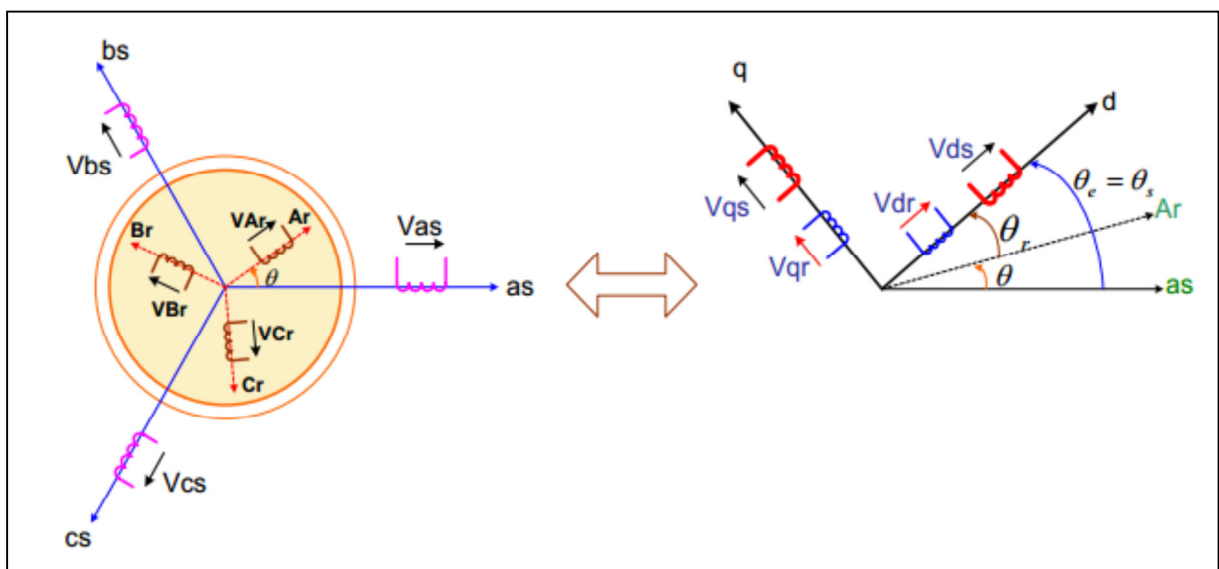 bs
Vbs
Br
VAr
Ar
Vas
θ
as
VBr
VCr
Cr
Vcs
cs
q
d
Vds
θe = θs
Vqs
Vdr
Ar
θr
Vqr
θ
as